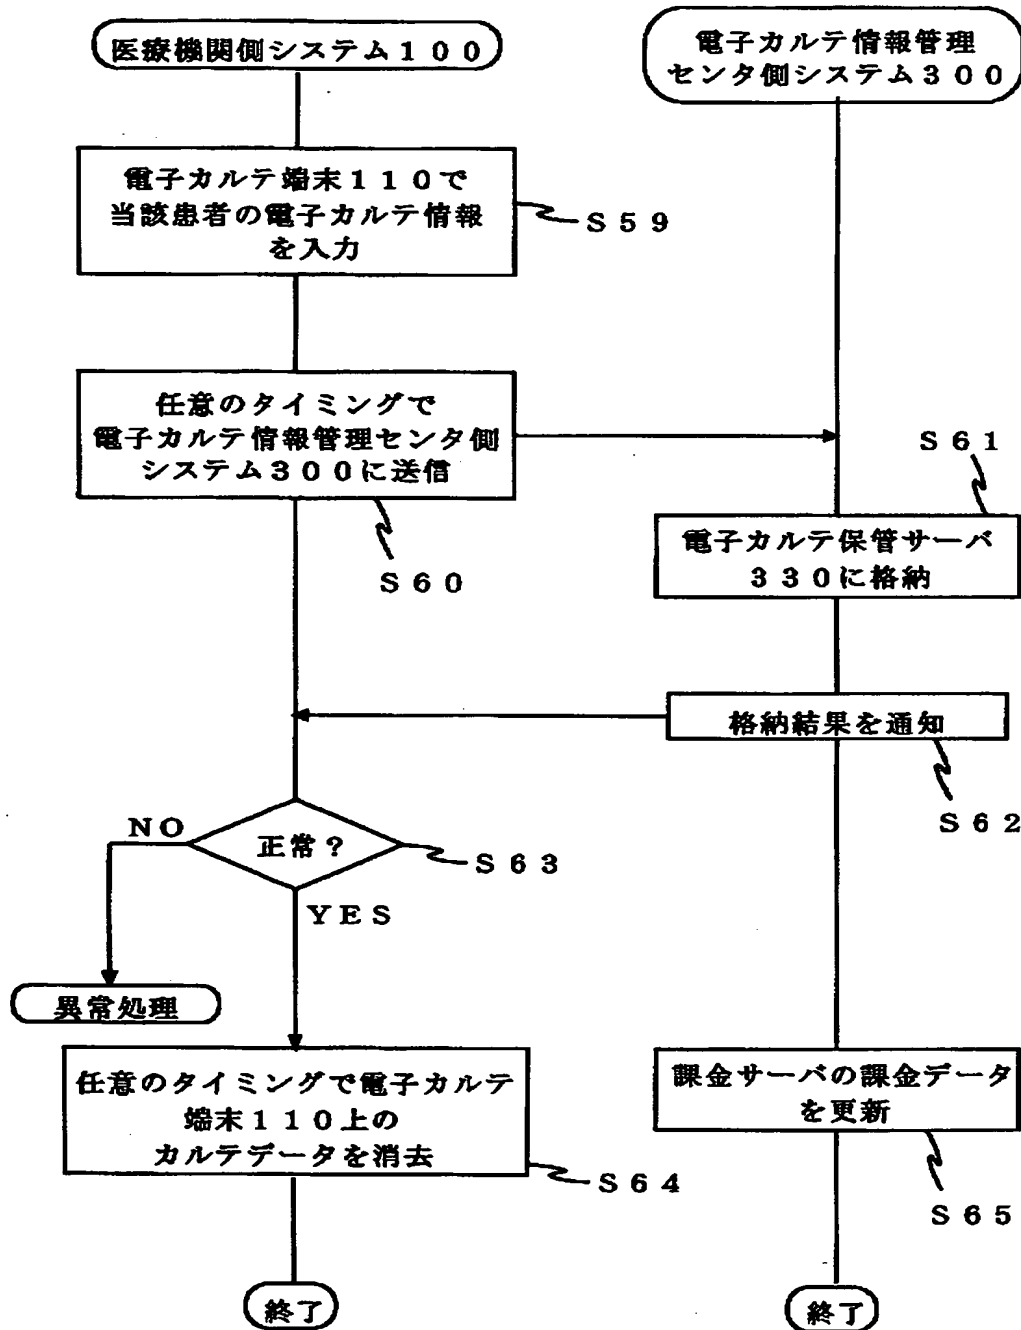 医療機関側システム１００
電子カルテ情報管理
センタ側システム３００
電子カルテ端末１１０で
当該患者の電子カルテ情報
を入力
Ｓ５９
任意のタイミングで
電子カルテ情報管理センタ側
システム３００に送信
Ｓ６０
Ｓ６１
電子カルテ保管サーバ
３３０に格納
格納結果を通知
Ｓ６２
正常？
ＮＯ
Ｓ６３
ＹＥＳ
異常処理
任意のタイミングで電子カルテ
端末１１０上の
カルテデータを消去
Ｓ６４
課金サーバの課金データ
を更新
Ｓ６５
終了
終了